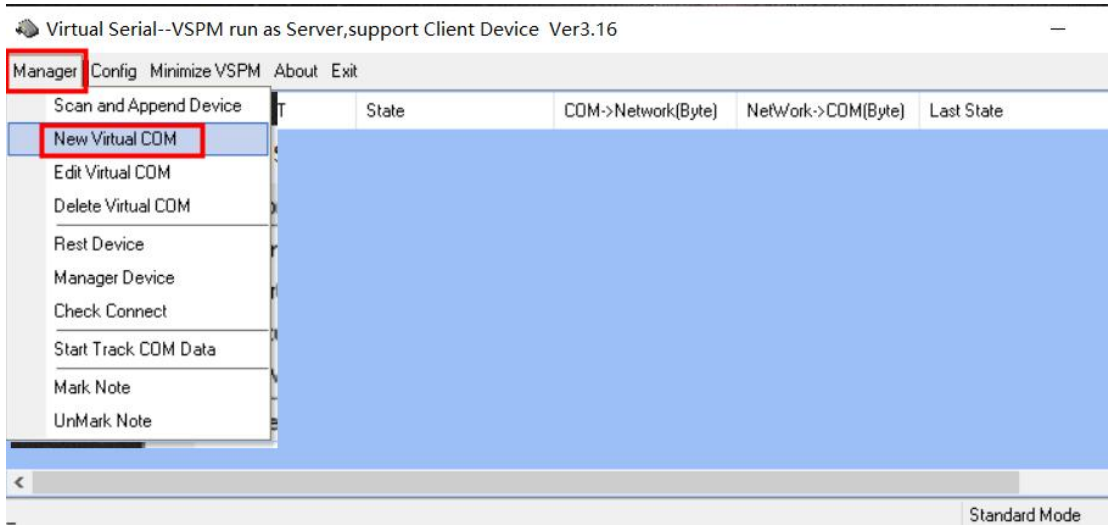 Virtual Serial--VSPM run as Server,support Client Device Ver3.16
Manager Config Minimize VSPM About Exit
Scan and Append Device
T State COM->Network(Byte) NetWork->COM(Byte) Last State
New Virtual COM
Edit Virtual COM
Delete Virtual COM
Rest Device
Manager Device
Check Connect
Start Track COM Data
Mark Note
UnMark Note
Standard Mode